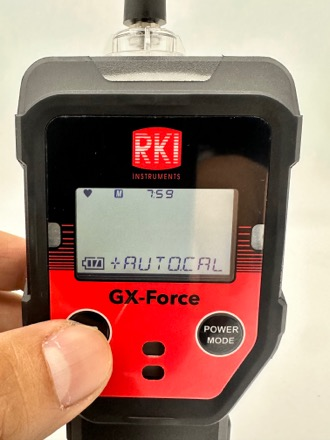 RKI
INSTRUMENTS
M 7:59
+AUTOCAL
GX-Force
POWER
MODE